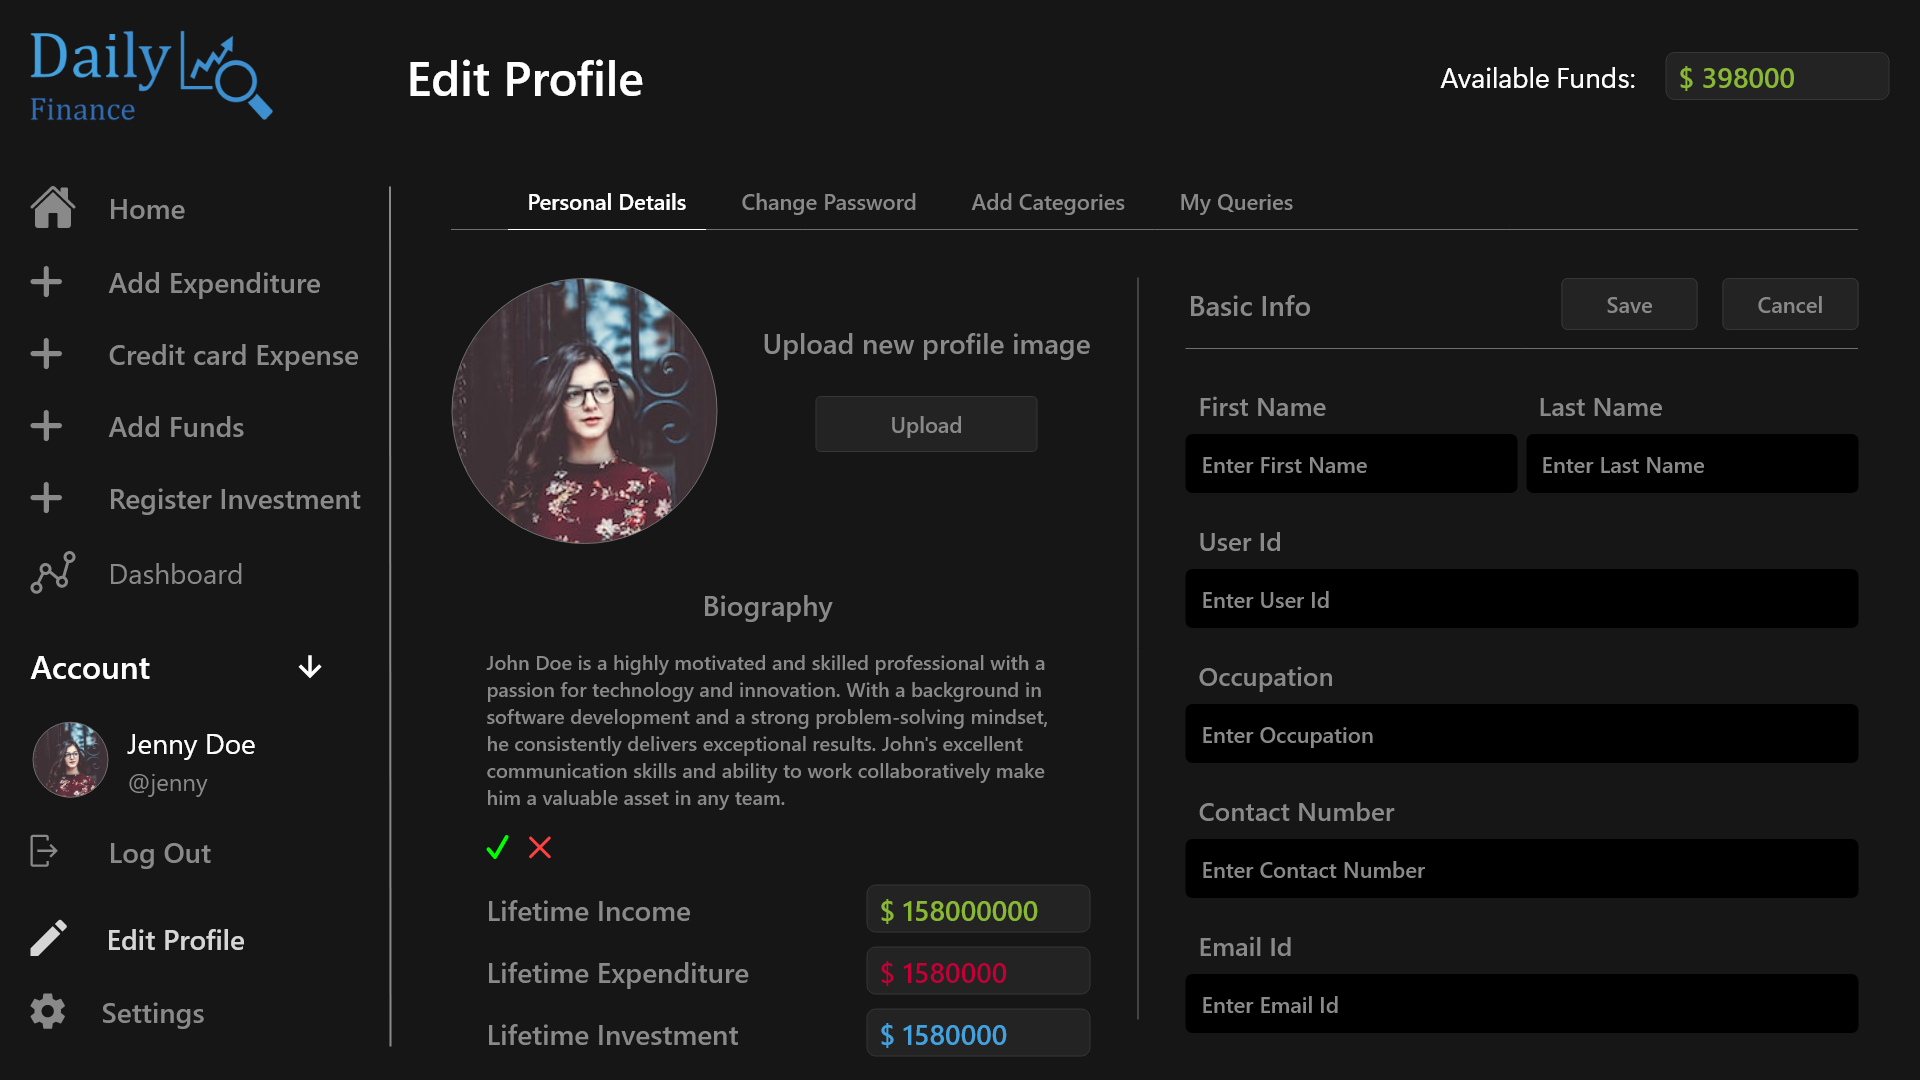 Daily
Finance
Edit Profile
Available Funds:
$ 398000
Home
Add Expenditure
Credit card Expense
Add Funds
Register Investment
Dashboard
Account
Jenny Doe
@jenny
Log Out
Edit Profile
Settings
Personal Details
Change Password
Add Categories
My Queries
Upload new profile image
Upload
Biography
John Doe is a highly motivated and skilled professional with a
passion for technology and innovation. With a background in
software development and a strong problem-solving mindset,
he consistently delivers exceptional results. John's excellent
communication skills and ability to work collaboratively make
him a valuable asset in any team.
Lifetime Income
$ 158000000
Lifetime Expenditure
$ 1580000
Lifetime Investment
$ 1580000
Basic Info
Save
Cancel
First Name
Last Name
Enter First Name
Enter Last Name
User Id
Enter User Id
Occupation
Enter Occupation
Contact Number
Enter Contact Number
Email Id
Enter Email Id